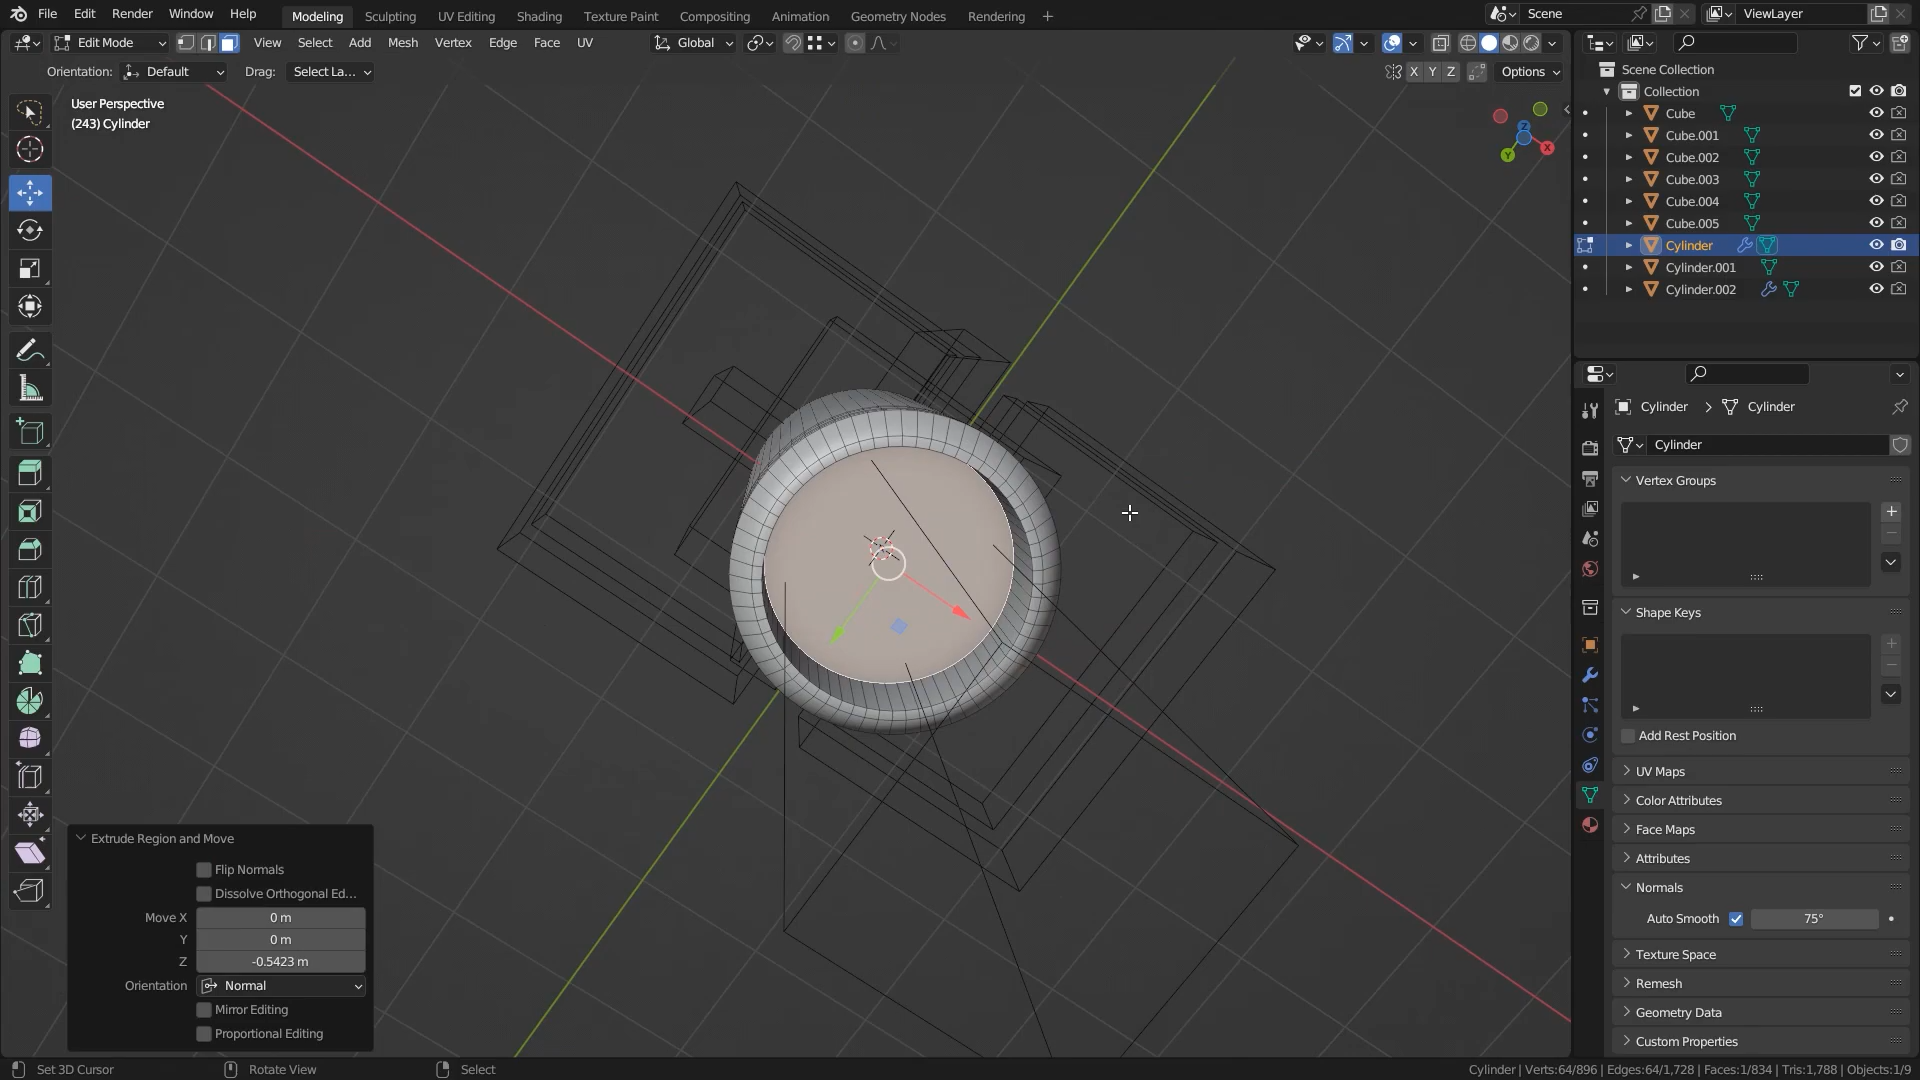 File Edit Render Window Help Modeling Sculpting UV Editing Shading Texture Paint Compositing Animation Geometry Nodes Rendering + Scene ViewLayer
Edit Mode View Select Add Mesh Vertex Edge Face UV Global
Orientation: Default Drag: Select La... X Y Z Options
User Perspective
(243) Cylinder
Z
X
Y
Scene Collection
Collection
Cube
Cube.001
Cube.002
Cube.003
Cube.004
Cube.005
Cylinder
Cylinder.001
Cylinder.002
Cylinder > Cylinder
Cylinder
Vertex Groups
Shape Keys
Add Rest Position
UV Maps
Color Attributes
Face Maps
Attributes
Normals
Auto Smooth 75°
Texture Space
Remesh
Geometry Data
Custom Properties
Extrude Region and Move
Flip Normals
Dissolve Orthogonal Ed...
Move X 0 m
Y 0 m
Z -0.5423 m
Orientation Normal
Mirror Editing
Proportional Editing
Set 3D Cursor Rotate View Select Cylinder | Verts:64/896 | Edges:64/1,728 | Faces:1/834 | Tris:1,788 | Objects:1/9